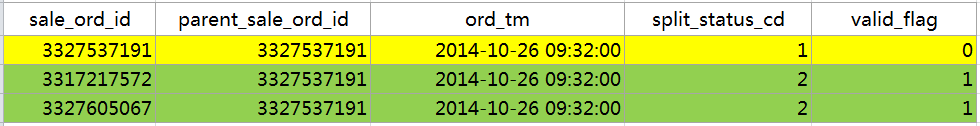 sale_ord_id parent_sale_ord_id ord_tm split_status_cd valid_flag
3327537191 3327537191 2014-10-26 09:32:00 1 0
3317217572 3327537191 2014-10-26 09:32:00 2 1
3327605067 3327537191 2014-10-26 09:32:00 2 1